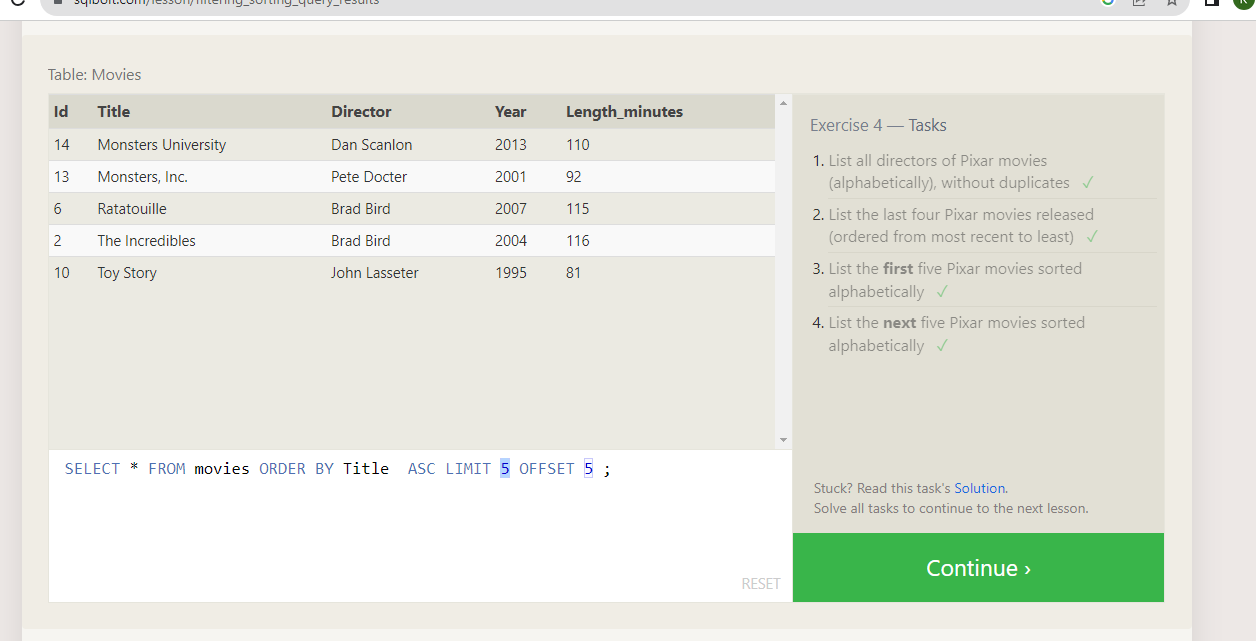 sqlbolt.com/lesson/filtering_sorting_query_results
Table: Movies
Id Title Director Year Length_minutes
14 Monsters University Dan Scanlon 2013 110
13 Monsters, Inc. Pete Docter 2001 92
6 Ratatouille Brad Bird 2007 115
2 The Incredibles Brad Bird 2004 116
10 Toy Story John Lasseter 1995 81
SELECT * FROM movies ORDER BY Title  ASC LIMIT 5 OFFSET 5 ;
RESET
Exercise 4 — Tasks
1. List all directors of Pixar movies
(alphabetically), without duplicates ✓
2. List the last four Pixar movies released
(ordered from most recent to least) ✓
3. List the first five Pixar movies sorted
alphabetically ✓
4. List the next five Pixar movies sorted
alphabetically ✓
Stuck? Read this task's Solution.
Solve all tasks to continue to the next lesson.
Continue ›